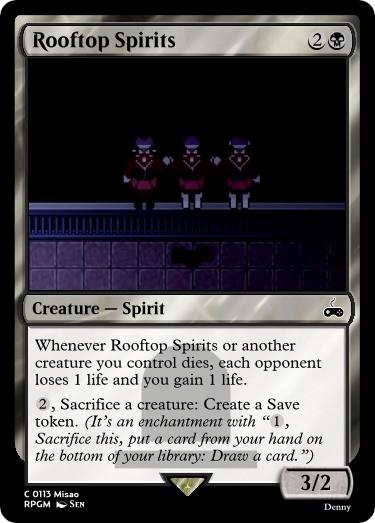 Rooftop Spirits 2
Creature — Spirit
Whenever Rooftop Spirits or another
creature you control dies, each opponent
loses 1 life and you gain 1 life.
2, Sacrifice a creature: Create a Save
token. (It's an enchantment with "1,
Sacrifice this, put a card from your hand on
the bottom of your library: Draw a card.")
3/2
C 0113 Misao
RPGM Sen
Denny